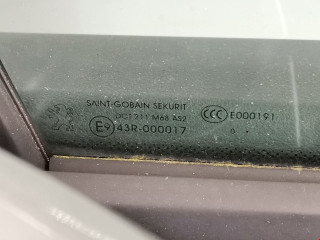 SAINT-GOBAIN SEKURIT
DOT 211 M88 AS2
E9 43R-000017
CCC E000191